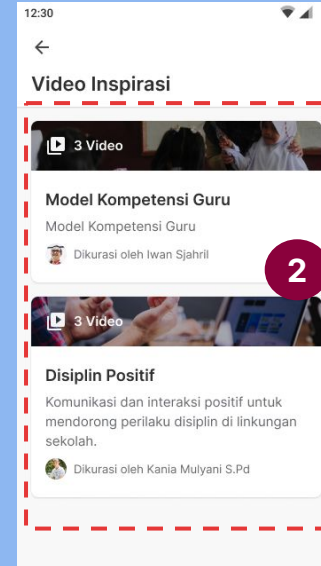 12:30
Video Inspirasi
3 Video
Model Kompetensi Guru
Model Kompetensi Guru
Dikurasi oleh Iwan Sjahril
2
3 Video
Disiplin Positif
Komunikasi dan interaksi positif untuk
mendorong perilaku disiplin di linkungan
sekolah.
Dikurasi oleh Kania Mulyani S.Pd